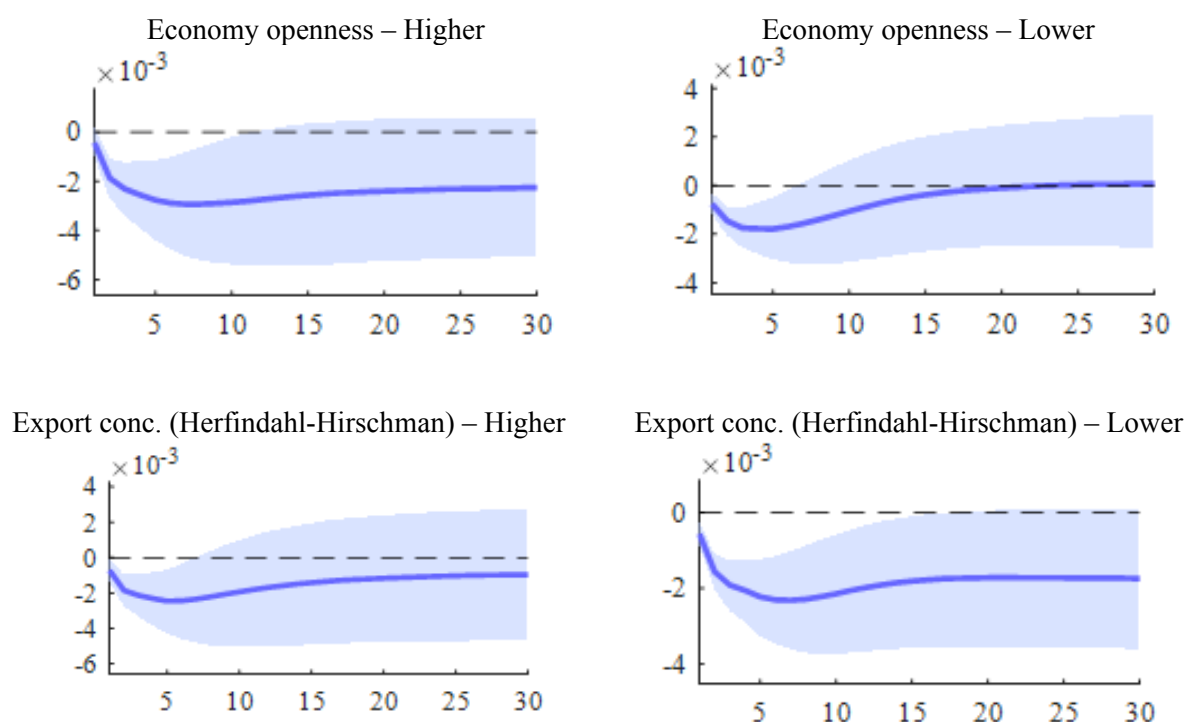 Economy openness – Higher
×10-3
0
-2
-4
-6
5 10 15 20 25 30
Economy openness – Lower
×10-3
4
2
0
-2
-4
5 10 15 20 25 30
Export conc. (Herfindahl-Hirschman) – Higher
×10-3
4
2
0
-2
-4
-6
5 10 15 20 25 30
Export conc. (Herfindahl-Hirschman) – Lower
×10-3
0
-2
-4
5 10 15 20 25 30